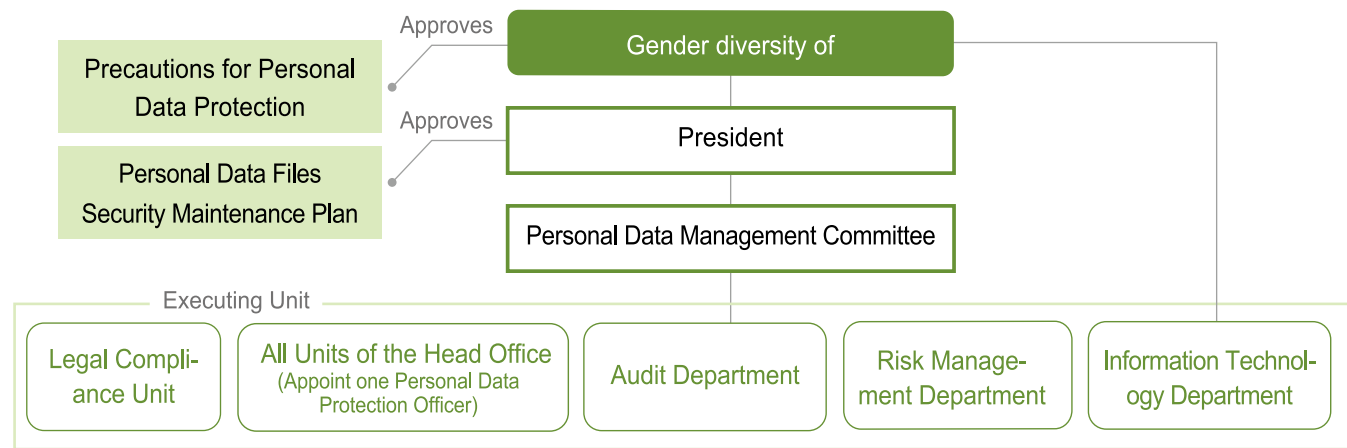 Approves
Gender diversity of
Precautions for Personal
Data Protection
Approves
President
Personal Data Files
Security Maintenance Plan
Personal Data Management Committee
Executing Unit
Legal Compli-
ance Unit
All Units of the Head Office
(Appoint one Personal Data
Protection Officer)
Audit Department
Risk Manage-
ment Department
Information Technol-
ogy Department